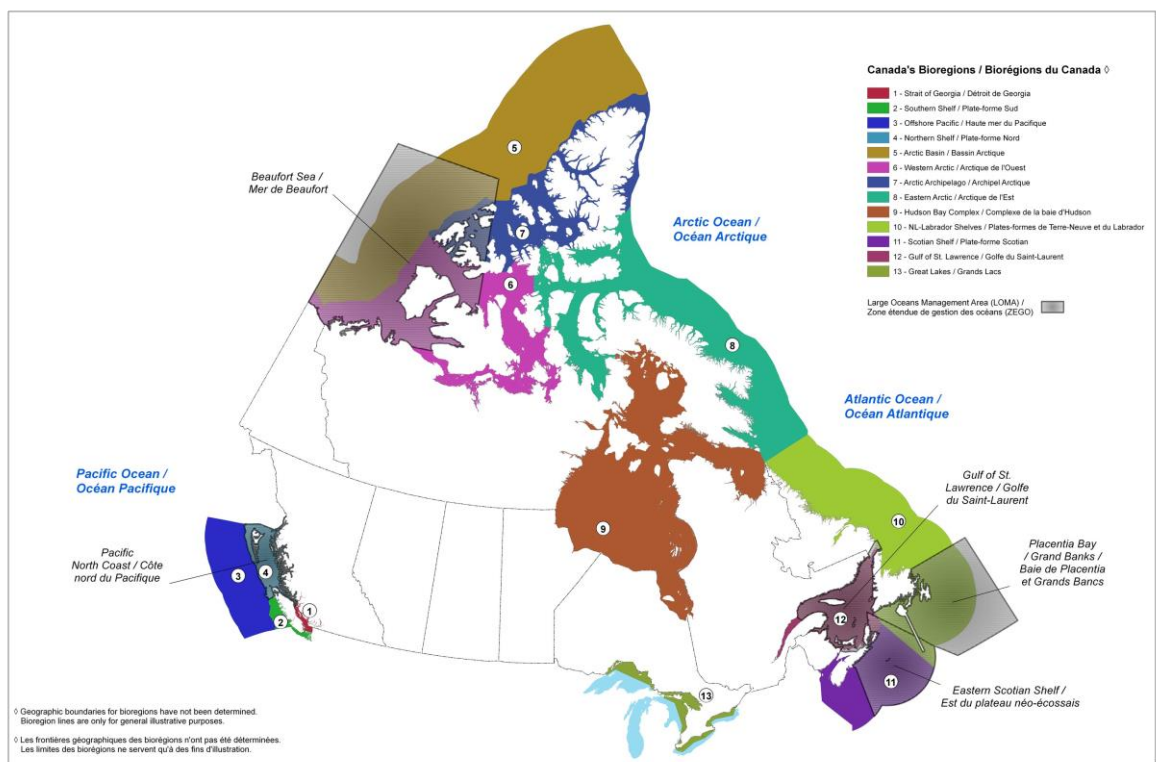 Canada's Bioregions / Biorégions du Canada ◊
1 - Strait of Georgia / Détroit de Georgia
2 - Southern Shelf / Plate-forme Sud
3 - Offshore Pacific / Haute mer du Pacifique
4 - Northern Shelf / Plate-forme Nord
5 - Arctic Basin / Bassin Arctique
6 - Western Arctic / Arctique de l'Ouest
7 - Arctic Archipelago / Archipel Arctique
8 - Eastern Arctic / Arctique de l'Est
9 - Hudson Bay Complex / Complexe de la baie d'Hudson
10 - NL-Labrador Shelves / Plates-formes de Terre-Neuve et du Labrador
11 - Scotian Shelf / Plate-forme Scotian
12 - Gulf of St. Lawrence / Golfe du Saint-Laurent
13 - Great Lakes / Grands Lacs
Large Oceans Management Area (LOMA) /
Zone étendue de gestion des océans (ZEGO)
5
Beaufort Sea /
Mer de Beaufort
7
Arctic Ocean /
Océan Arctique
6
8
Atlantic Ocean /
Océan Atlantique
Pacific Ocean /
Océan Pacifique
Gulf of St.
Lawrence / Golfe
du Saint-Laurent
10
Pacific
North Coast / Côte
nord du Pacifique
3
4
9
Placentia Bay
/ Grand Banks /
Baie de Placentia
et Grands Bancs
1
2
12
11
13
Eastern Scotian Shelf /
Est du plateau néo-écossais
◊ Geographic boundaries for bioregions have not been determined.
Bioregion lines are only for general illustrative purposes.
◊ Les frontières géographiques des biorégions n'ont pas été déterminées.
Les limites des biorégions ne servent qu'à des fins d'illustration.